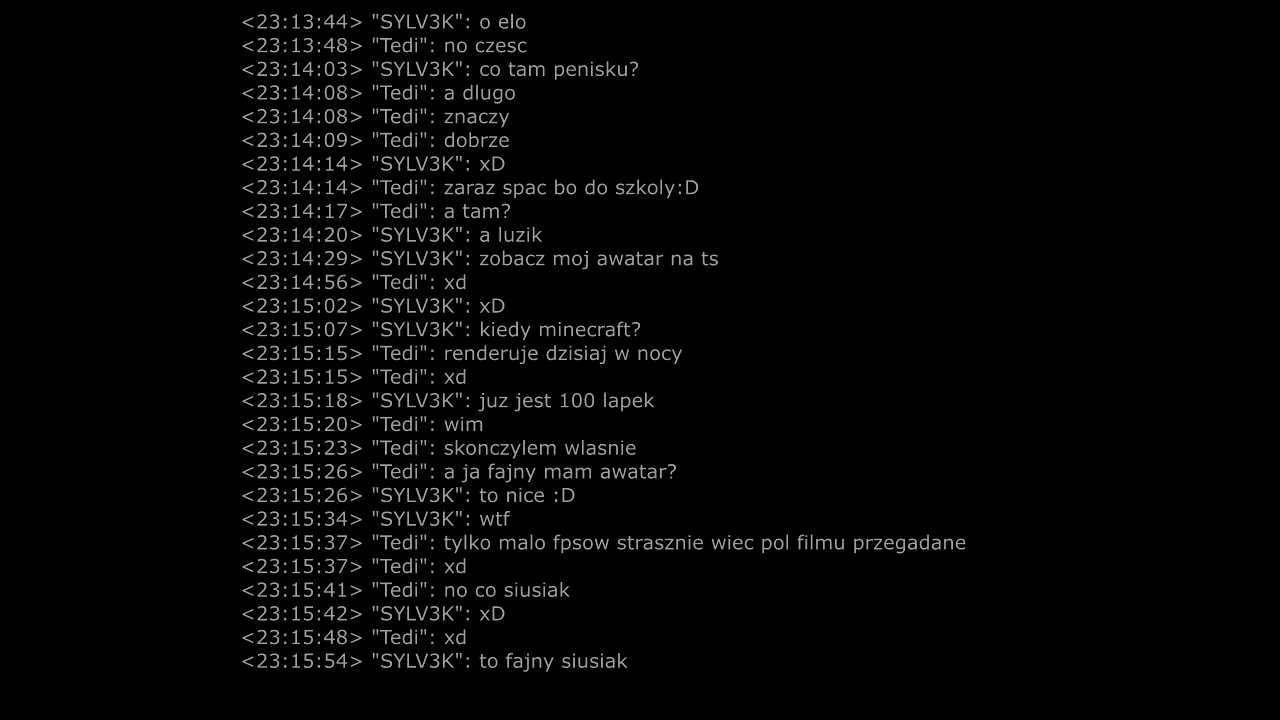 <23:13:44> "SYLV3K": o elo
<23:13:48> "Tedi": no czesc
<23:14:03> "SYLV3K": co tam penisku?
<23:14:08> "Tedi": a dlugo
<23:14:08> "Tedi": znaczy
<23:14:09> "Tedi": dobrze
<23:14:14> "SYLV3K": xD
<23:14:14> "Tedi": zaraz spac bo do szkoly:D
<23:14:17> "Tedi": a tam?
<23:14:20> "SYLV3K": a luzik
<23:14:29> "SYLV3K": zobacz moj awatar na ts
<23:14:56> "Tedi": xd
<23:15:02> "SYLV3K": xD
<23:15:07> "SYLV3K": kiedy minecraft?
<23:15:15> "Tedi": renderuje dzisiaj w nocy
<23:15:15> "Tedi": xd
<23:15:18> "SYLV3K": juz jest 100 lapek
<23:15:20> "Tedi": wim
<23:15:23> "Tedi": skonczylem wlasnie
<23:15:26> "Tedi": a ja fajny mam awatar?
<23:15:26> "SYLV3K": to nice :D
<23:15:34> "SYLV3K": wtf
<23:15:37> "Tedi": tylko malo fpsow strasznie wiec pol filmu przegadane
<23:15:37> "Tedi": xd
<23:15:41> "Tedi": no co siusiak
<23:15:42> "SYLV3K": xD
<23:15:48> "Tedi": xd
<23:15:54> "SYLV3K": to fajny siusiak